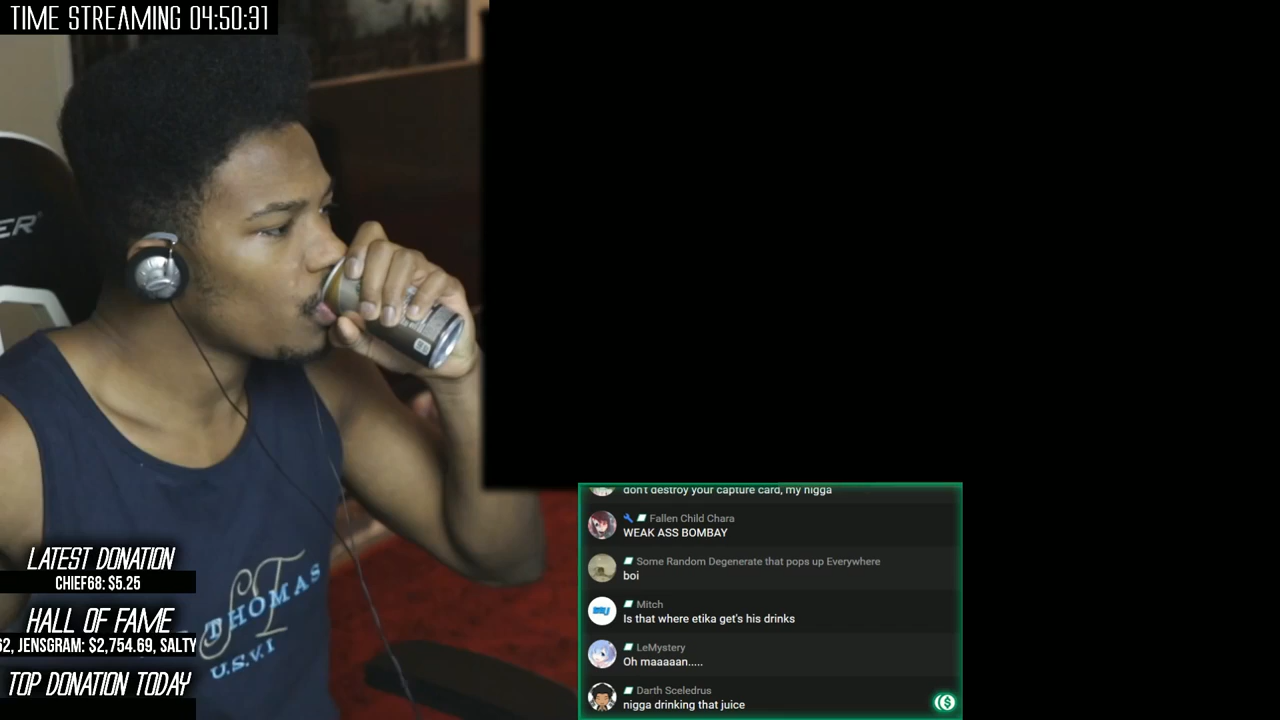 TIME STREAMING 04:50:31
ER
LATEST DONATION
CHIEF68: $5.25
HALL OF FAME
62, JENSGRAM: $2,754.69, SALTY
TOP DONATION TODAY
ST
THOMAS
U.S.V.I
don't destroy your capture card, my nigga
Fallen Child Chara
WEAK ASS BOMBAY
Some Random Degenerate that pops up Everywhere
boi
Mitch
Is that where etika get's his drinks
LeMystery
Oh maaaaan.....
Darth Sceledrus
nigga drinking that juice